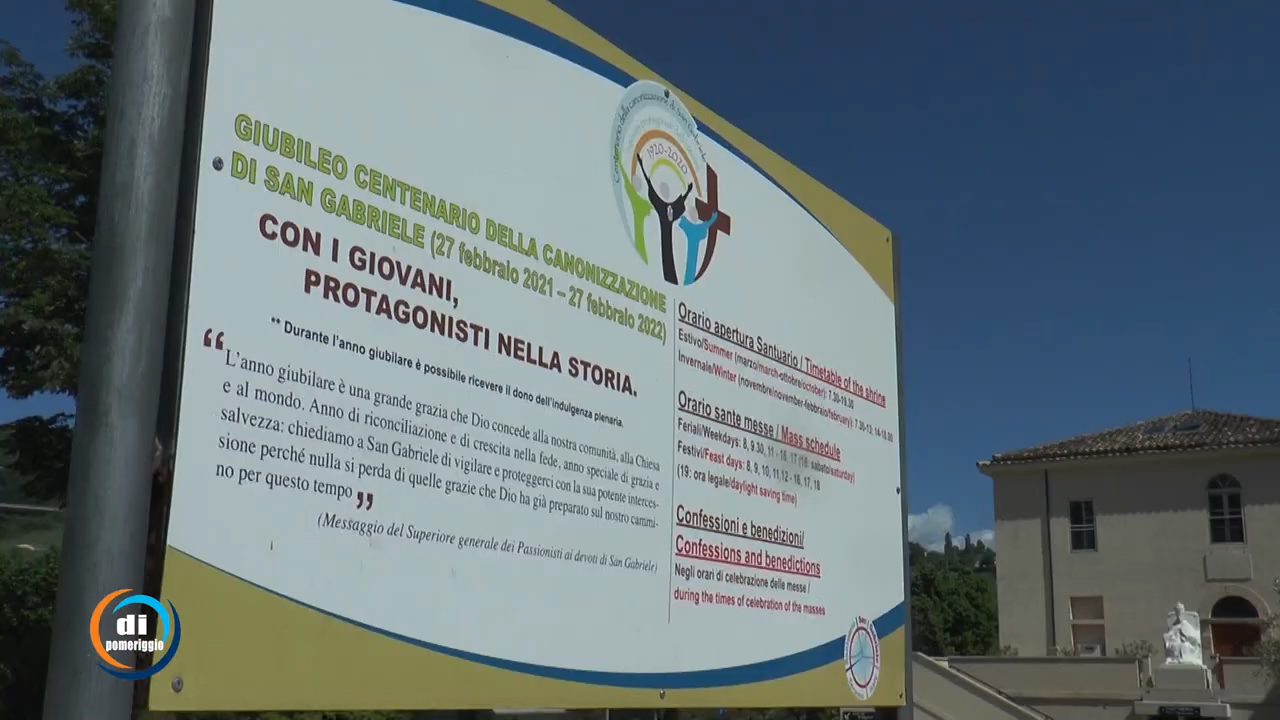 Centenario della canonizzazione di San Gabriele
1920-2020
GIUBILEO CENTENARIO DELLA CANONIZZAZIONE
DI SAN GABRIELE (27 febbraio 2021 – 27 febbraio 2022)
CON I GIOVANI,
PROTAGONISTI NELLA STORIA.
** Durante l'anno giubilare è possibile ricevere il dono dell'indulgenza plenaria.
“L'anno giubilare è una grande grazia che Dio concede alla nostra comunità, alla Chiesa
e al mondo. Anno di riconciliazione e di crescita nella fede, anno speciale di grazia e
salvezza: chiediamo a San Gabriele di vigilare e proteggerci con la sua potente interces-
sione perché nulla si perda di quelle grazie che Dio ha già preparato sul nostro cammi-
no per questo tempo”
(Messaggio del Superiore generale dei Passionisti ai devoti di San Gabriele)
Orario apertura Santuario / Timetable of the shrine
Estivo/Summer (marzo/march-ottobre/october): 7.30-19.30
Invernale/Winter (novembre/november-febbraio/february): 7.30-13; 14-18.00
Orario sante messe / Mass schedule
Feriali/Weekdays: 8, 9.30, 11 - 16, 17 (18: sabato/saturday)
Festivi/Feast days: 8, 9, 10, 11,12 - 16, 17, 18
(19: ora legale/daylight saving time)
Confessioni e benedizioni/
Confessions and benedictions
Negli orari di celebrazione delle messe /
during the times of celebration of the masses
di
pomeriggio